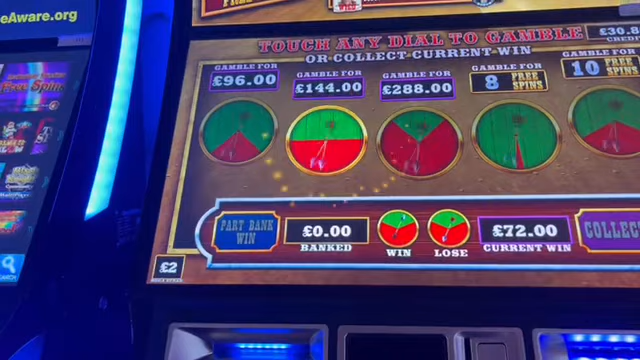 eAware.org
TOUCH ANY DIAL TO GAMBLE
OR COLLECT CURRENT WIN
£30.8
GAMBLE FOR
£96.00
GAMBLE FOR
£144.00
GAMBLE FOR
£288.00
GAMBLE FOR
8 FREE SPINS
GAMBLE FOR
10 FREE SPINS
Free Spins
PART BANK
WIN
£0.00
BANKED
WIN
LOSE
£72.00
CURRENT WIN
COLLEC
£2